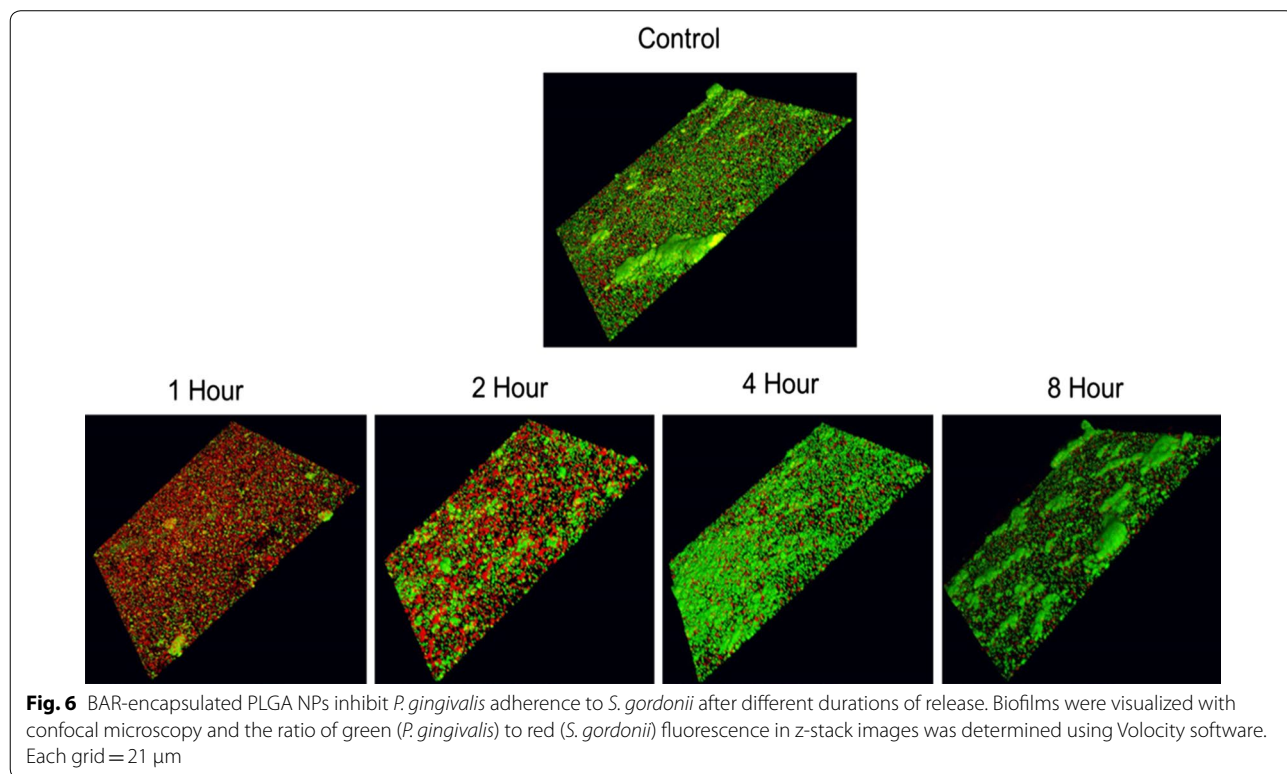 Control
1 Hour
2 Hour
4 Hour
8 Hour
Fig. 6 BAR-encapsulated PLGA NPs inhibit P. gingivalis adherence to S. gordonii after different durations of release. Biofilms were visualized with
confocal microscopy and the ratio of green (P. gingivalis) to red (S. gordonii) fluorescence in z-stack images was determined using Volocity software.
Each grid = 21 μm